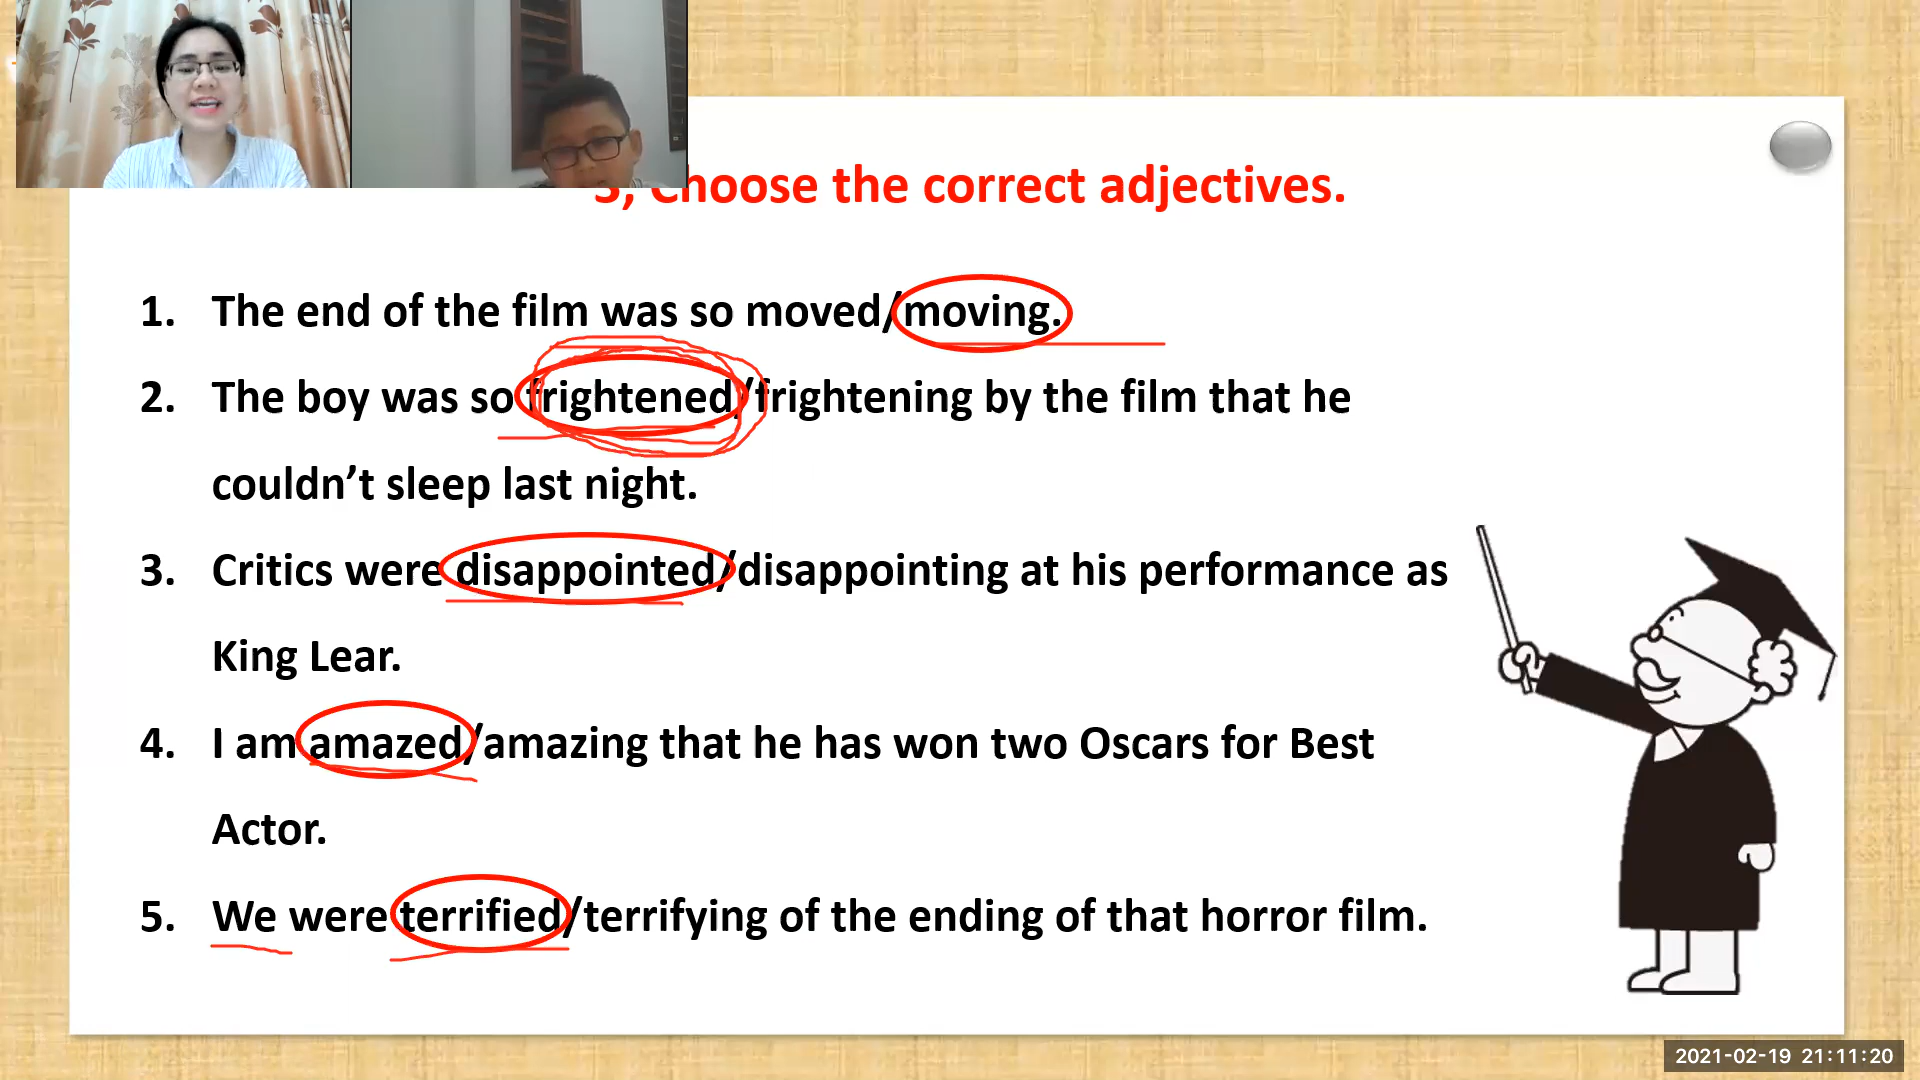 3, Choose the correct adjectives.
1. The end of the film was so moved/moving.
2. The boy was so frightened/frightening by the film that he
couldn’t sleep last night.
3. Critics were disappointed/disappointing at his performance as
King Lear.
4. I am amazed/amazing that he has won two Oscars for Best
Actor.
5. We were terrified/terrifying of the ending of that horror film.
2021-02-19 21:11:20